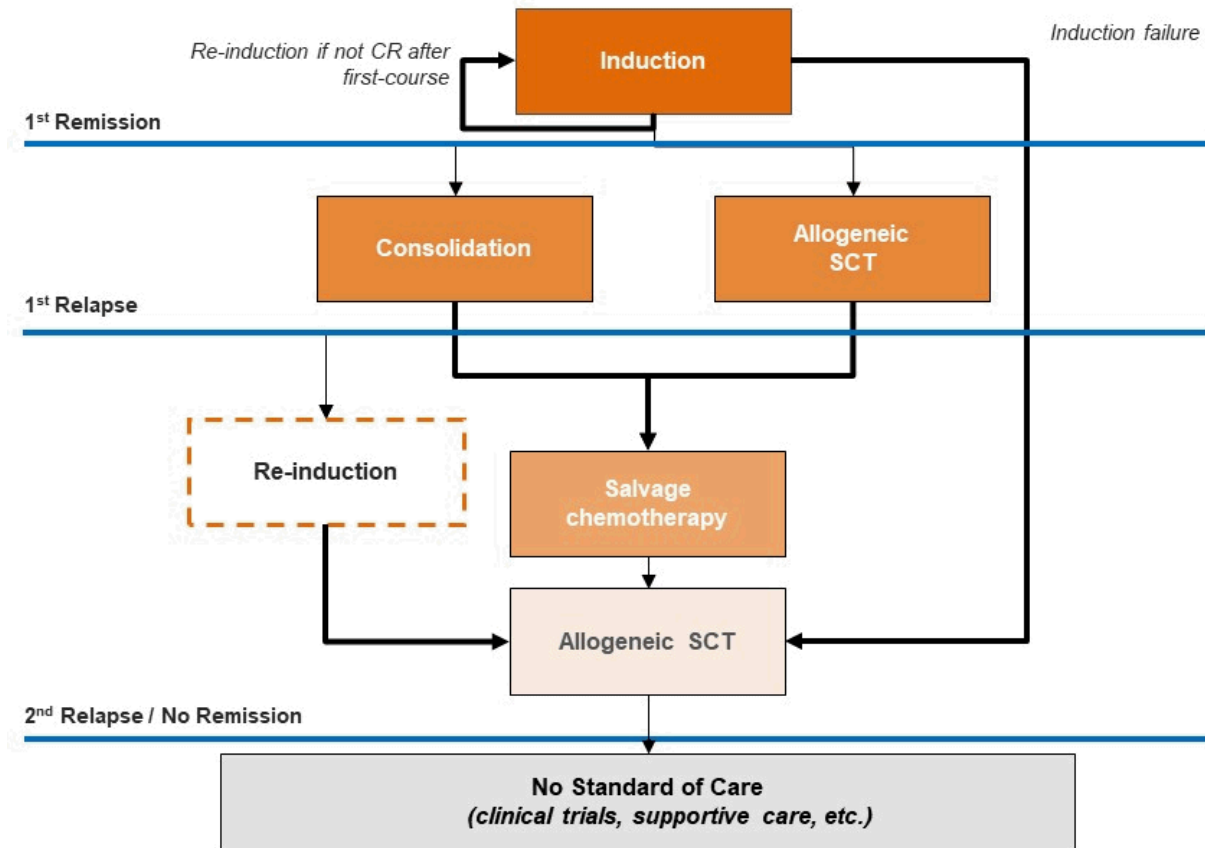 Induction
Induction failure
Re-induction if not CR after
first-course
1st Remission
Consolidation
Allogeneic
SCT
1st Relapse
Re-induction
Salvage
chemotherapy
Allogeneic SCT
2nd Relapse / No Remission
No Standard of Care
(clinical trials, supportive care, etc.)